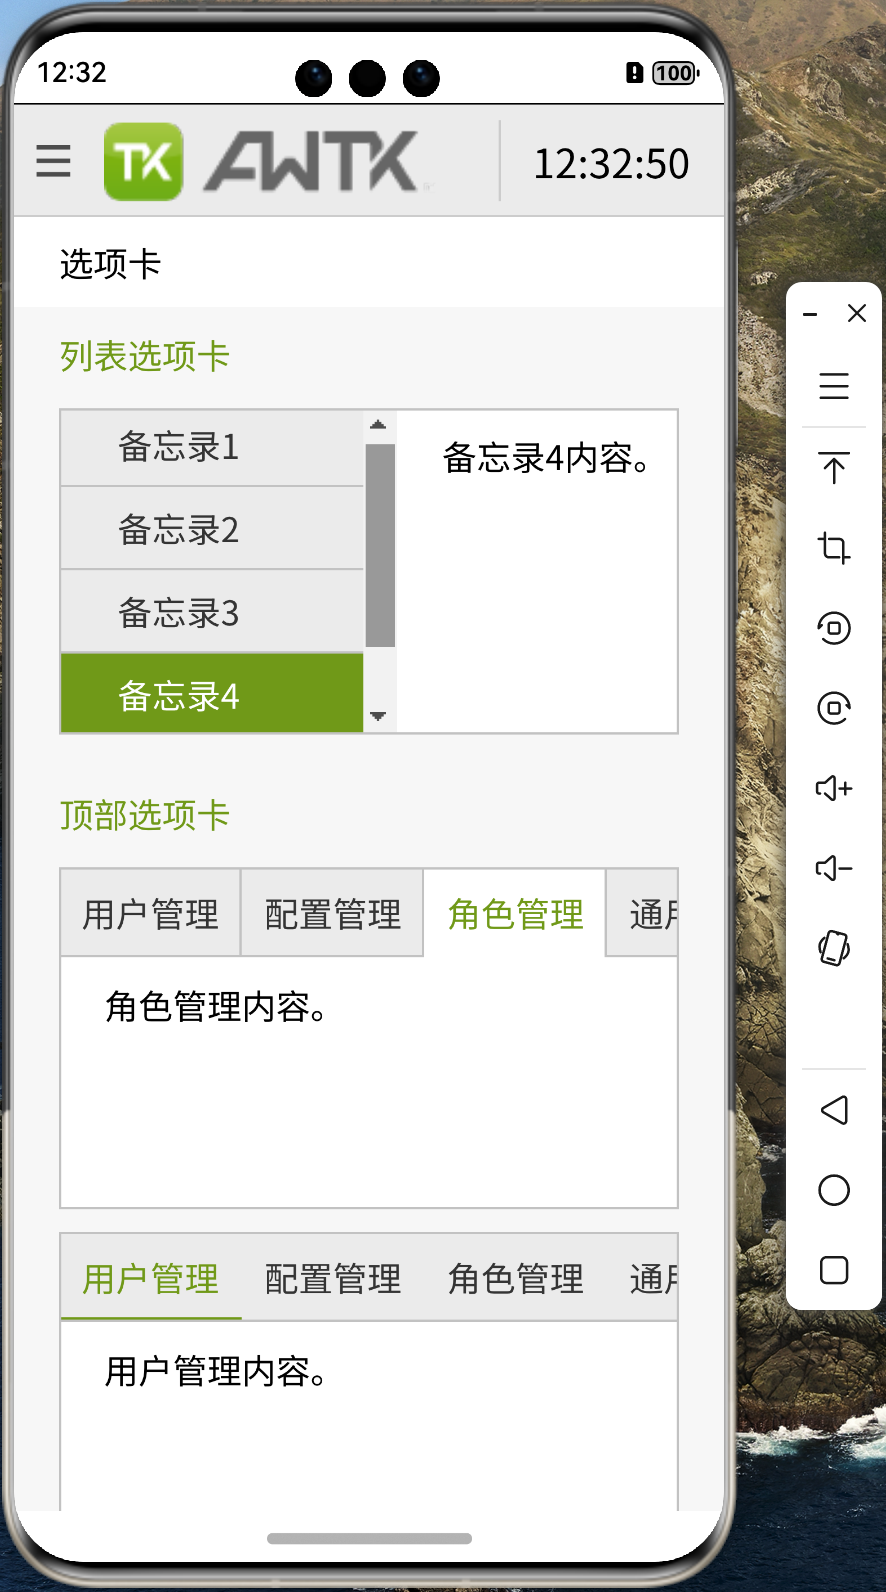 12:32
100
TK AWTK
12:32:50
选项卡
列表选项卡
备忘录1
备忘录2
备忘录3
备忘录4
备忘录4内容。
顶部选项卡
用户管理 配置管理 角色管理 通
角色管理内容。
用户管理 配置管理 角色管理 通
用户管理内容。